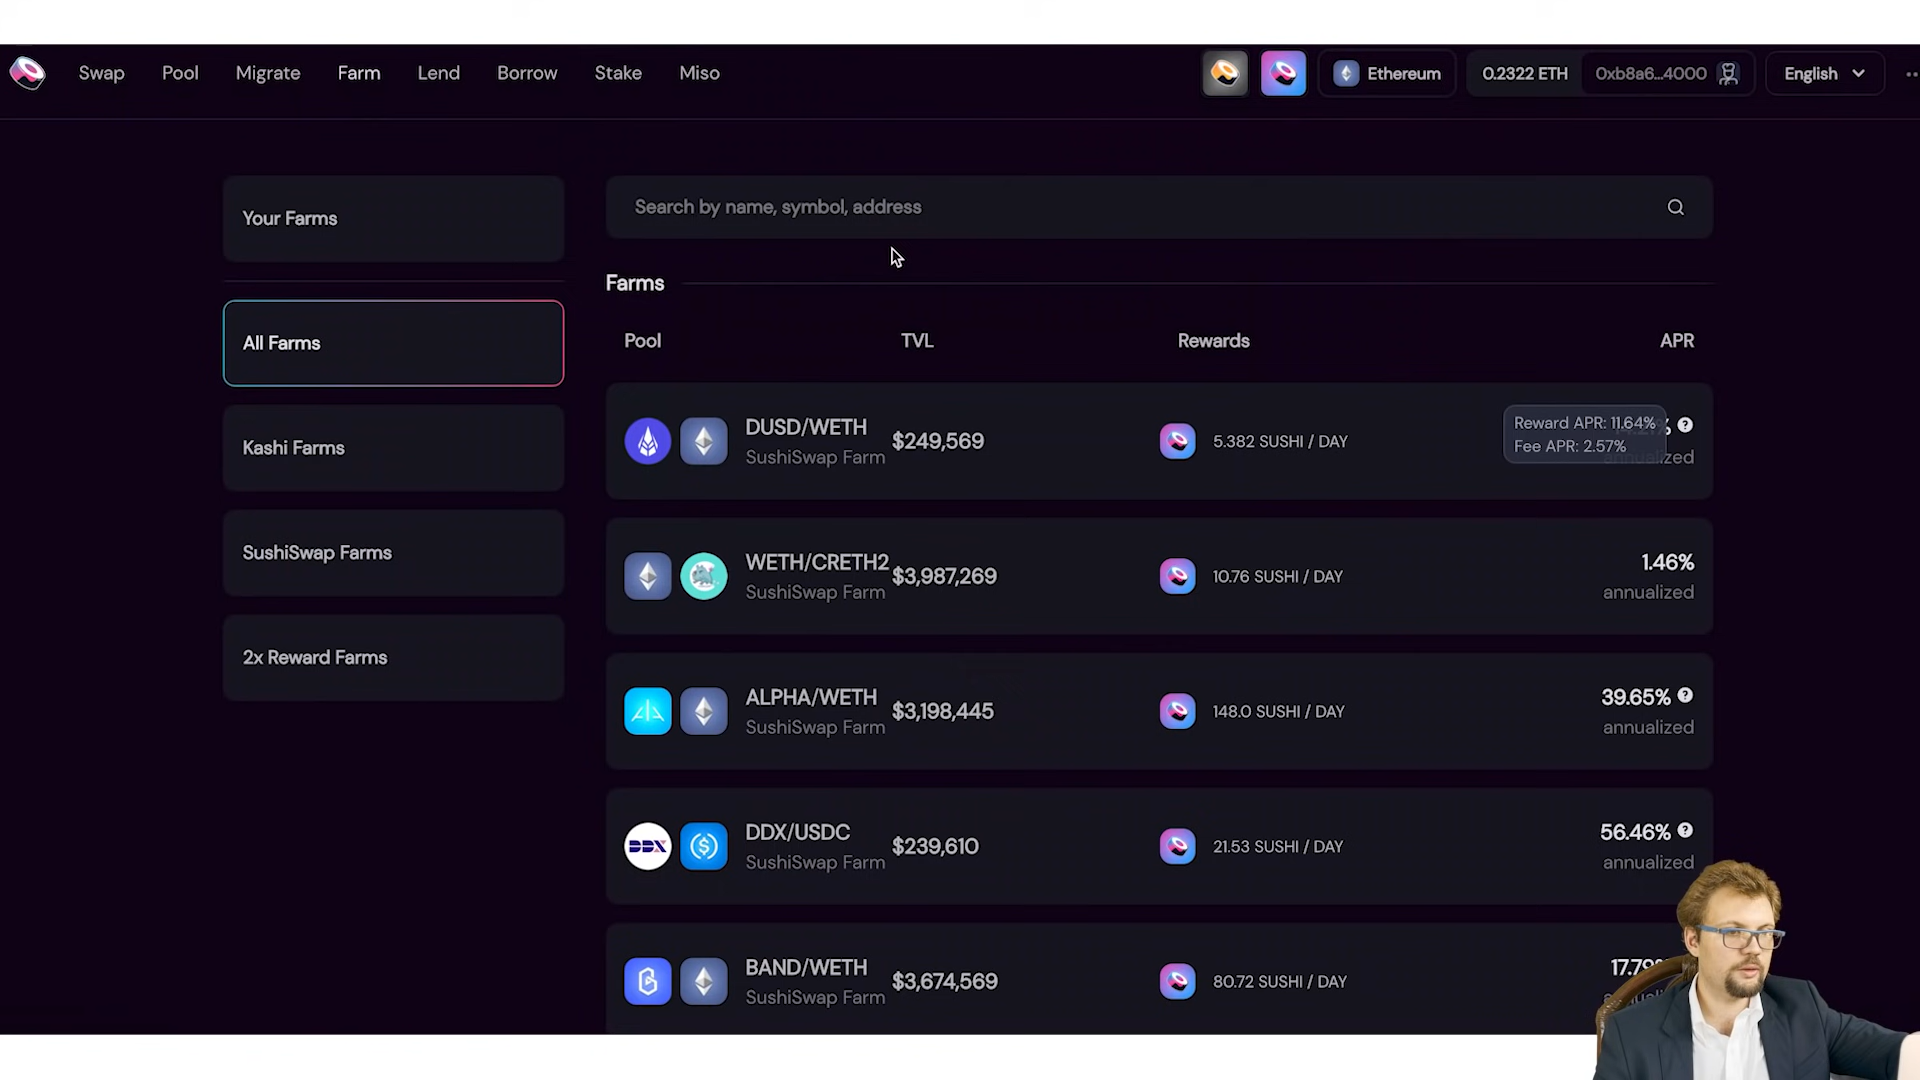 Swap Pool Migrate Farm Lend Borrow Stake Miso Ethereum 0.2322 ETH 0xb8a6...4000 English
Your Farms
All Farms
Kashi Farms
SushiSwap Farms
2x Reward Farms
Search by name, symbol, address
Farms
Pool TVL Rewards APR
DUSD/WETH
SushiSwap Farm
$249,569
5.382 SUSHI / DAY
Reward APR: 11.64%
Fee APR: 2.57%
WETH/CRETH2
SushiSwap Farm
$3,987,269
10.76 SUSHI / DAY
1.46%
annualized
ALPHA/WETH
SushiSwap Farm
$3,198,445
148.0 SUSHI / DAY
39.65%
annualized
DDX
DDX/USDC
SushiSwap Farm
$239,610
21.53 SUSHI / DAY
56.46%
annualized
BAND/WETH
SushiSwap Farm
$3,674,569
80.72 SUSHI / DAY